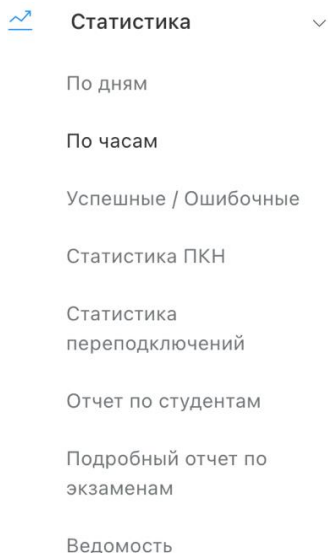 Статистика
По дням
По часам
Успешные / Ошибочные
Статистика ПКН
Статистика
переподключений
Отчет по студентам
Подробный отчет по
экзаменам
Ведомость